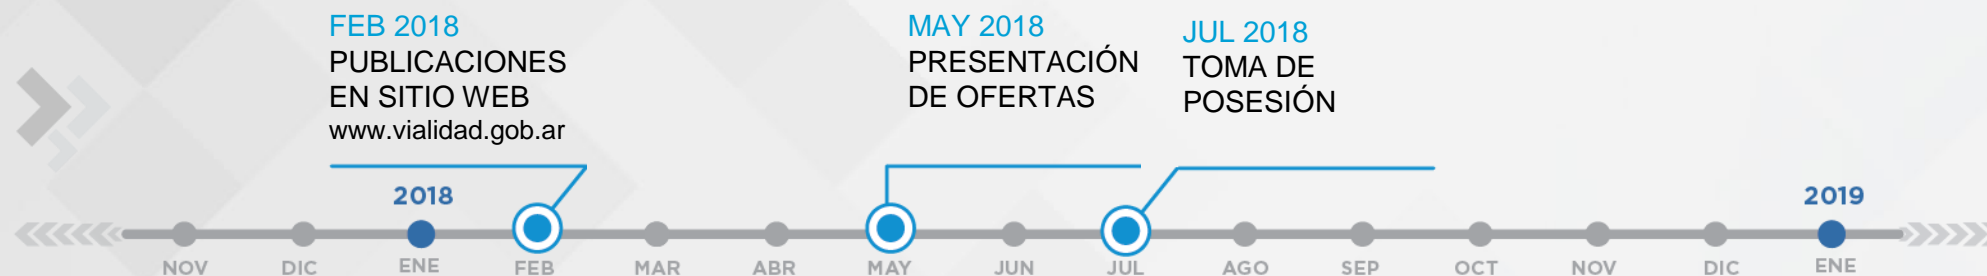 FEB 2018
PUBLICACIONES
EN SITIO WEB
www.vialidad.gob.ar
MAY 2018
PRESENTACIÓN
DE OFERTAS
JUL 2018
TOMA DE
POSESIÓN
2018
2019
NOV
DIC
ENE
FEB
MAR
ABR
MAY
JUN
JUL
AGO
SEP
OCT
NOV
DIC
ENE